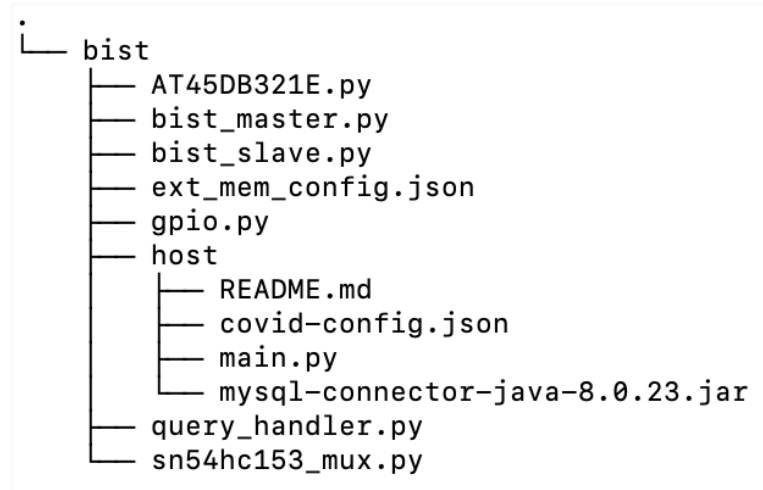 .
└── bist
    ├── AT45DB321E.py
    ├── bist_master.py
    ├── bist_slave.py
    ├── ext_mem_config.json
    ├── gpio.py
    ├── host
    │   ├── README.md
    │   ├── covid-config.json
    │   ├── main.py
    │   └── mysql-connector-java-8.0.23.jar
    ├── query_handler.py
    └── sn54hc153_mux.py